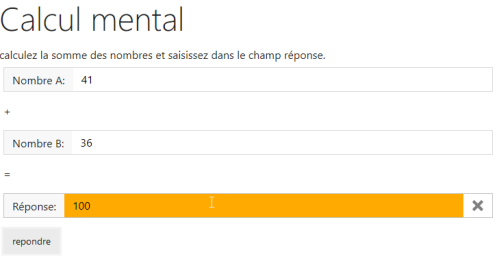 Calcul mental
calculez la somme des nombres et saisissez dans le champ réponse.
Nombre A: 41
+
Nombre B: 36
=
Réponse: 100
repondre